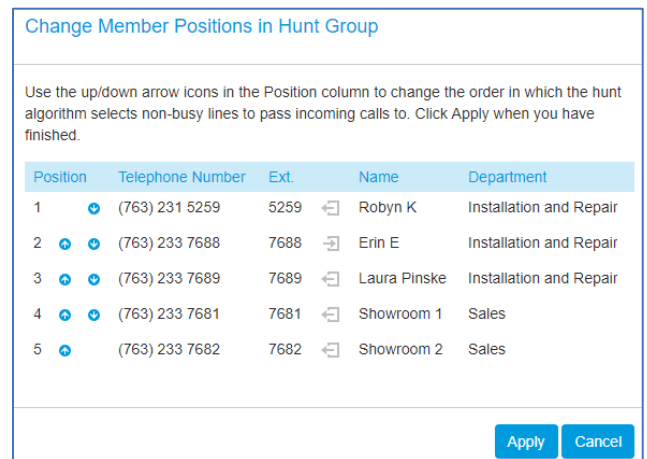 Change Member Positions in Hunt Group
Use the up/down arrow icons in the Position column to change the order in which the hunt
algorithm selects non-busy lines to pass incoming calls to. Click Apply when you have
finished.
Position Telephone Number Ext. Name Department
1 (763) 231 5259 5259 Robyn K Installation and Repair
2 (763) 233 7688 7688 Erin E Installation and Repair
3 (763) 233 7689 7689 Laura Pinske Installation and Repair
4 (763) 233 7681 7681 Showroom 1 Sales
5 (763) 233 7682 7682 Showroom 2 Sales
Apply Cancel